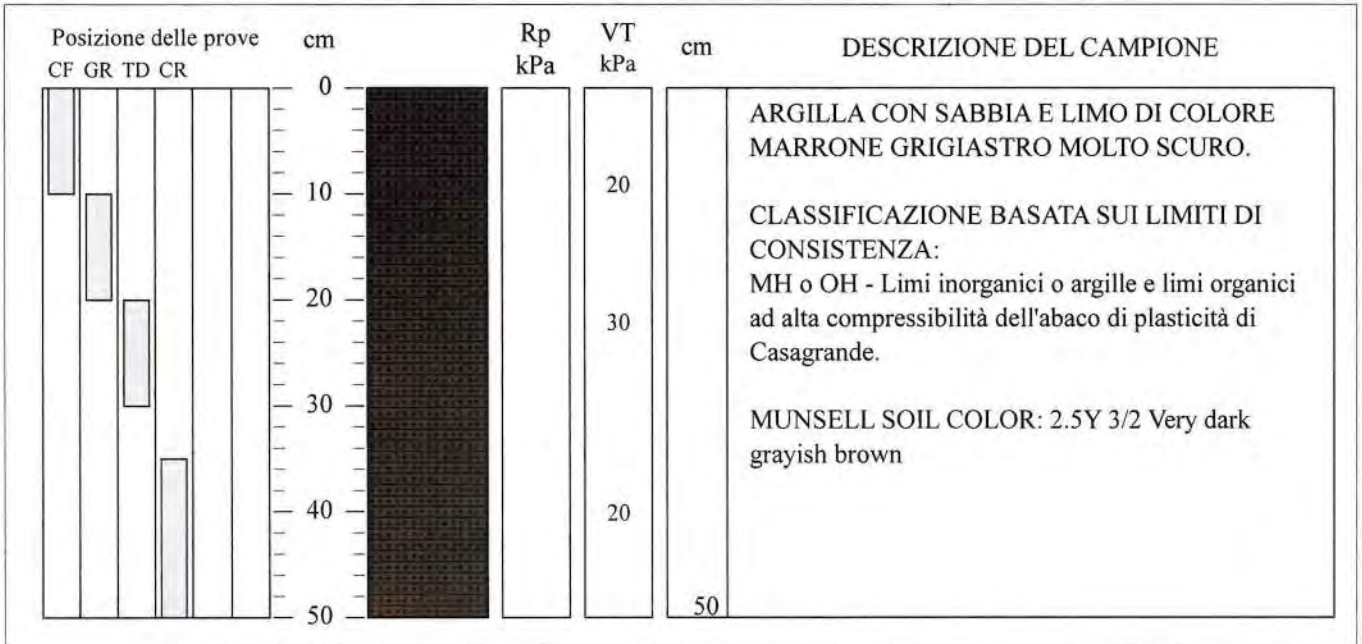 Posizione delle prove cm Rp VT cm DESCRIZIONE DEL CAMPIONE
CF GR TD CR kPa kPa
0
10
20
30
40
50
20
30
20
50
ARGILLA CON SABBIA E LIMO DI COLORE
MARRONE GRIGIASTRO MOLTO SCURO.
CLASSIFICAZIONE BASATA SUI LIMITI DI
CONSISTENZA:
MH o OH - Limi inorganici o argille e limi organici
ad alta compressibilità dell'abaco di plasticità di
Casagrande.
MUNSELL SOIL COLOR: 2.5Y 3/2 Very dark
grayish brown